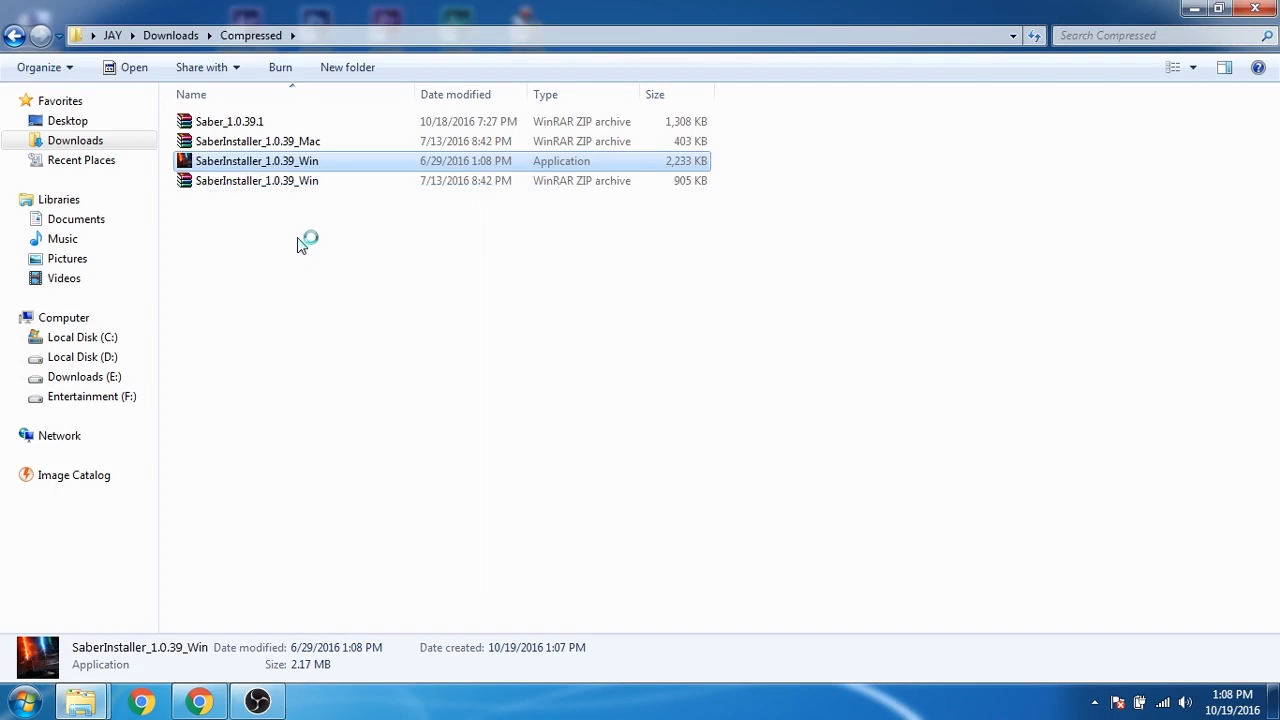 JAY Downloads Compressed
Search Compressed
Organize Open Share with Burn New folder
Name Date modified Type Size
Favorites
Desktop
Downloads
Recent Places
Libraries
Documents
Music
Pictures
Videos
Computer
Local Disk (C:)
Local Disk (D:)
Downloads (E:)
Entertainment (F:)
Network
Image Catalog
Saber_1.0.39.1 10/18/2016 7:27 PM WinRAR ZIP archive 1,308 KB
SaberInstaller_1.0.39_Mac 7/13/2016 8:42 PM WinRAR ZIP archive 403 KB
SaberInstaller_1.0.39_Win 6/29/2016 1:08 PM Application 2,233 KB
SaberInstaller_1.0.39_Win 7/13/2016 8:42 PM WinRAR ZIP archive 905 KB
SaberInstaller_1.0.39_Win Date modified: 6/29/2016 1:08 PM Date created: 10/19/2016 1:07 PM
Application Size: 2.17 MB
1:08 PM
10/19/2016